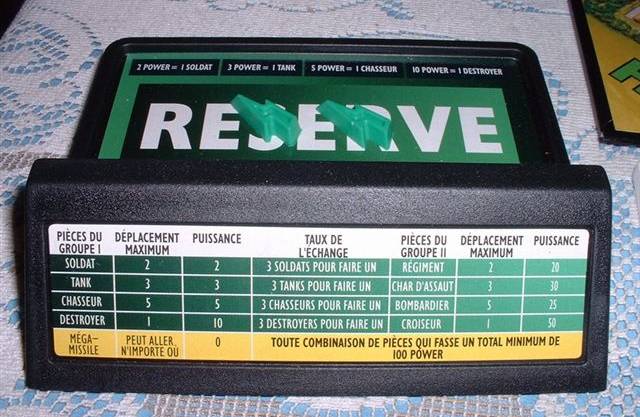 2 POWER = 1 SOLDAT 3 POWER = 1 TANK 5 POWER = 1 CHASSEUR 10 POWER = 1 DESTROYER
RESERVE
PIÈCES DU GROUPE I DÉPLACEMENT MAXIMUM PUISSANCE TAUX DE L'ÉCHANGE PIÈCES DU GROUPE II DÉPLACEMENT MAXIMUM PUISSANCE
SOLDAT 2 2 3 SOLDATS POUR FAIRE UN RÉGIMENT 2 20
TANK 3 3 3 TANKS POUR FAIRE UN CHAR D'ASSAUT 3 30
CHASSEUR 5 5 3 CHASSEURS POUR FAIRE UN BOMBARDIER 5 25
DESTROYER 1 10 3 DESTROYERS POUR FAIRE UN CROISEUR 1 50
MÉGA-MISSILE PEUT ALLER N'IMPORTE OÙ 0 TOUTE COMBINAISON DE PIÈCES QUI FASSE UN TOTAL MINIMUM DE 100 POWER